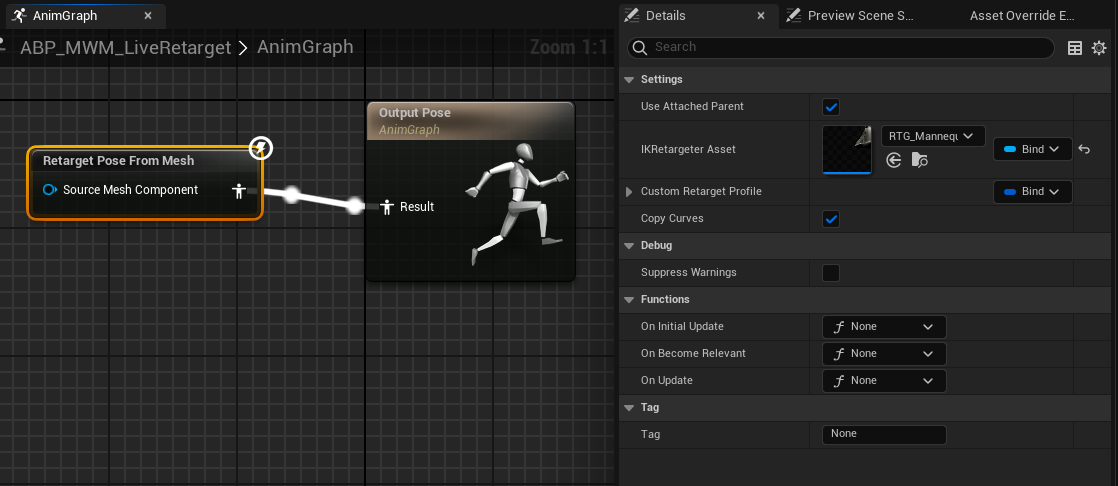 AnimGraph
ABP_MWM_LiveRetarget > AnimGraph
Zoom 1:1
Retarget Pose From Mesh
Source Mesh Component
Output Pose
AnimGraph
Result
Details
Preview Scene S...
Asset Override E...
Search
Settings
Use Attached Parent
IKRetargeter Asset
RTG_Mannequ
Bind
Custom Retarget Profile
Bind
Copy Curves
Debug
Suppress Warnings
Functions
On Initial Update
None
On Become Relevant
None
On Update
None
Tag
Tag
None